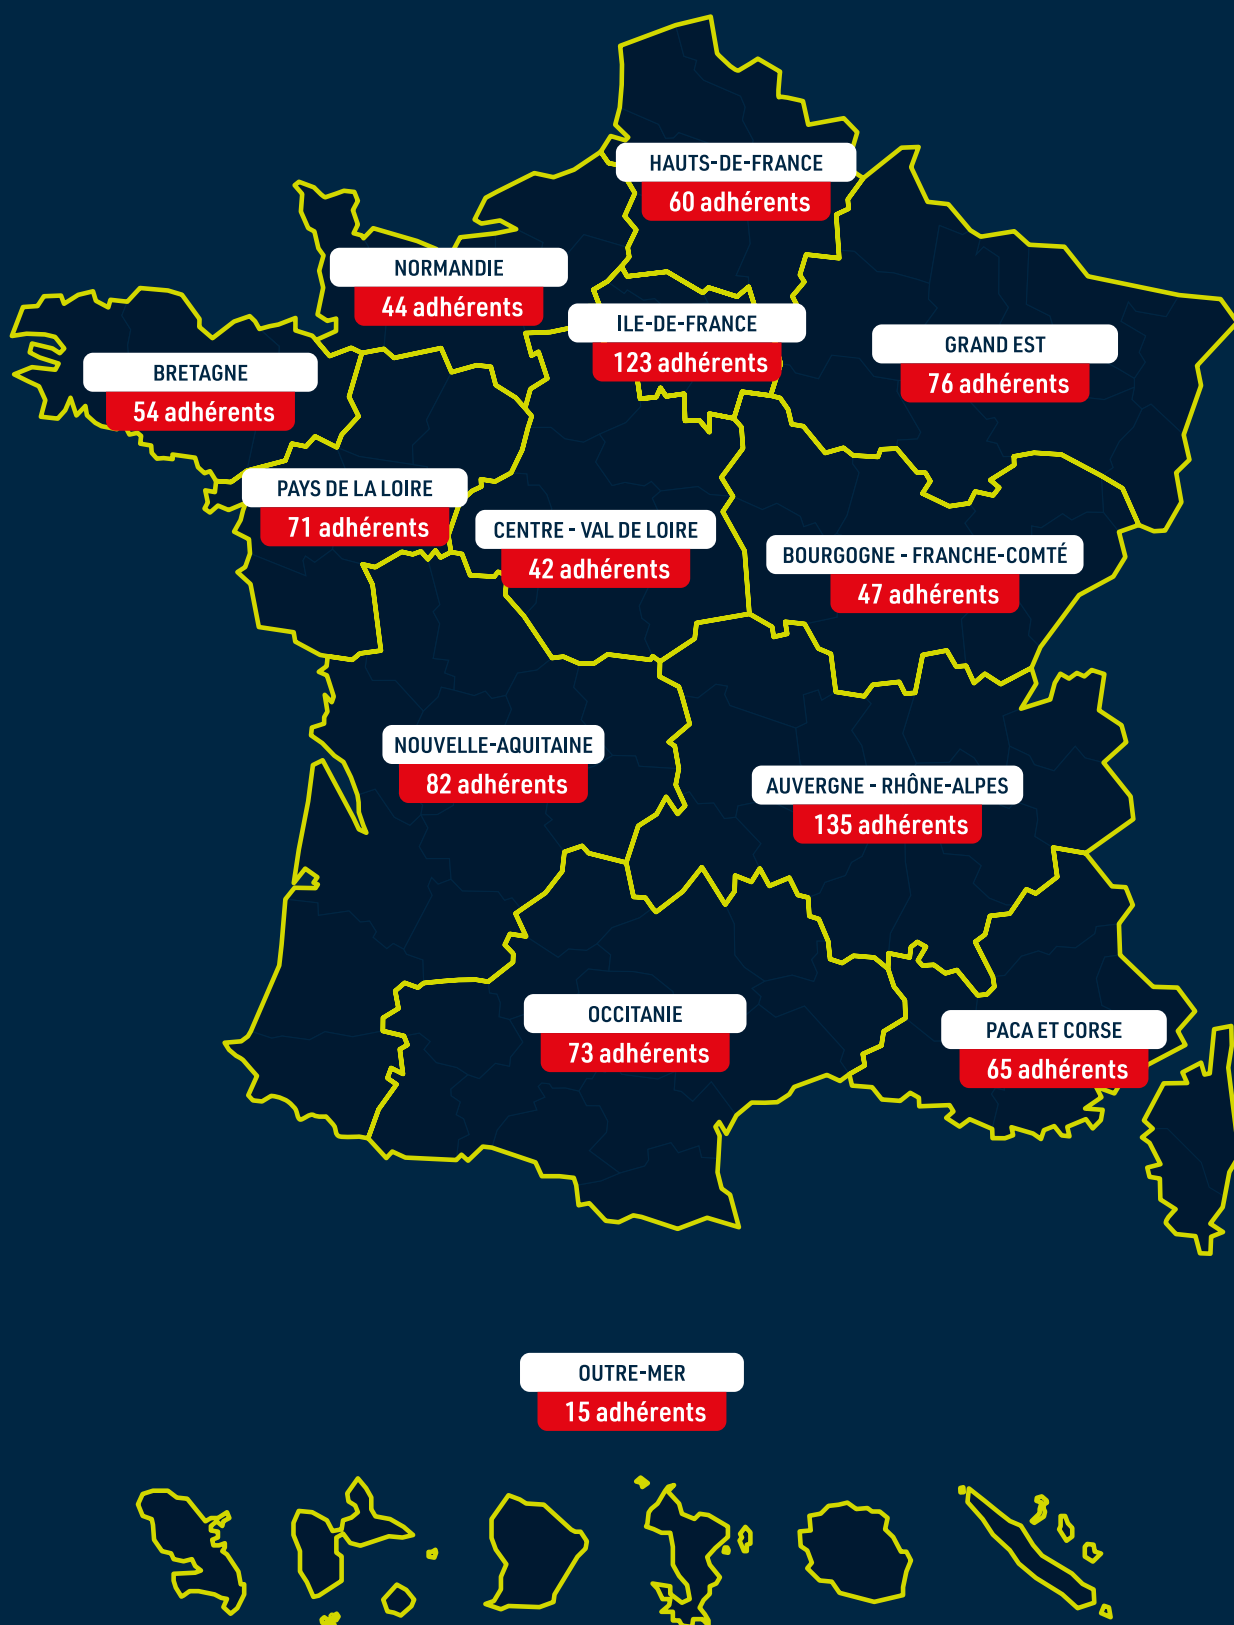 HAUTS-DE-FRANCE
60 adhérents
NORMANDIE
44 adhérents
ILE-DE-FRANCE
123 adhérents
GRAND EST
76 adhérents
BRETAGNE
54 adhérents
PAYS DE LA LOIRE
71 adhérents
CENTRE - VAL DE LOIRE
42 adhérents
BOURGOGNE - FRANCHE-COMTÉ
47 adhérents
NOUVELLE-AQUITAINE
82 adhérents
AUVERGNE - RHÔNE-ALPES
135 adhérents
OCCITANIE
73 adhérents
PACA ET CORSE
65 adhérents
OUTRE-MER
15 adhérents